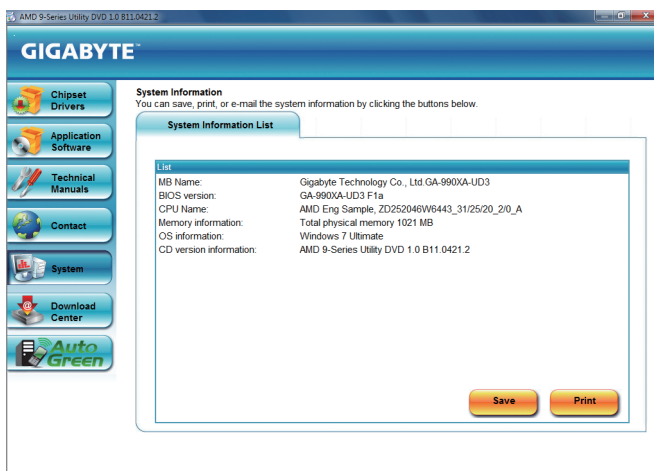 AMD 9-Series Utility DVD 1.0 B11.0421.2
GIGABYTE™
Chipset
Drivers
Application
Software
Technical
Manuals
Contact
System
Download
Center
Auto
Green
System Information
You can save, print, or e-mail the system information by clicking the buttons below.
System Information List
List
MB Name: Gigabyte Technology Co., Ltd.GA-990XA-UD3
BIOS version: GA-990XA-UD3 F1a
CPU Name: AMD Eng Sample, ZD252046W6443_31/25/20_2/0_A
Memory information: Total physical memory 1021 MB
OS information: Windows 7 Ultimate
CD version information: AMD 9-Series Utility DVD 1.0 B11.0421.2
Save Print